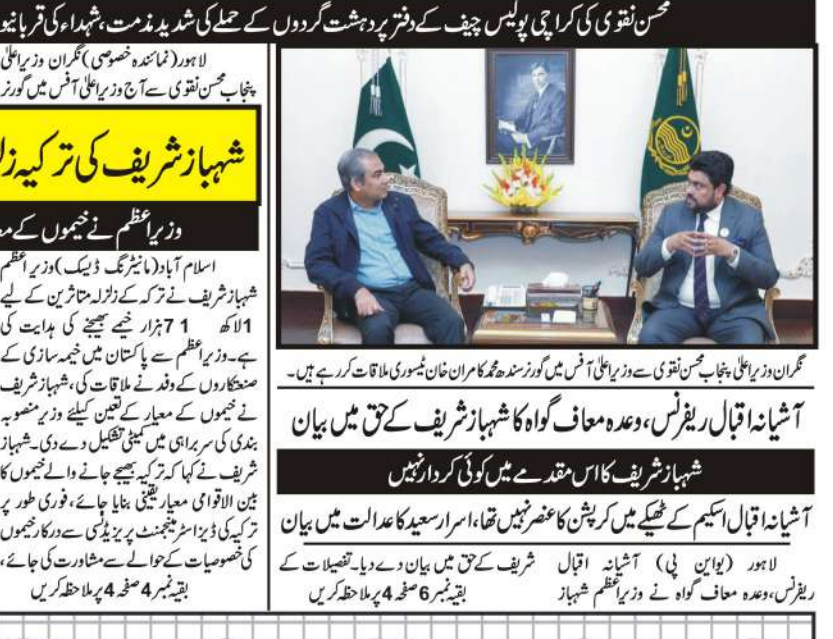 محسن نقوی کی کراچی پولیس چیف کے دفتر پر دہشت گردوں کے حملے کی شدید مذمت، شہداء کی قربانیو
نگران وزیراعلیٰ پنجاب محسن نقوی سے وزیراعلیٰ آفس میں گورنر سندھ محمد کامران خان ٹیسوری ملاقات کر رہے ہیں۔
آشیانہ اقبال ریفرنس، وعدہ معاف گواہ کا شہباز شریف کے حق میں بیان
شہباز شریف کا اس مقدمے میں کوئی کردار نہیں
آشیانہ اقبال اسکیم کے ٹھیکے میں کرپشن کا عنصر نہیں تھا، اسرار سعید کا عدالت میں بیان
لاہور (یو این پی) آشیانہ اقبال
ریفرنس، وعدہ معاف گواہ نے وزیراعظم شہباز
شریف کے حق میں بیان دے دیا۔ تفصیلات کے
بقیہ نمبر 6 صفحہ 4 پر ملاحظہ کریں
لاہور (نمائندہ خصوصی) نگران وزیراعلیٰ
پنجاب محسن نقوی سے آج وزیراعلیٰ آفس میں گورنر
شہباز شریف کی ترکیہ زل
وزیراعظم نے خیموں کے مع
اسلام آباد (مانیٹرنگ ڈیسک) وزیر اعظم
شہباز شریف نے ترکیہ کے زلزلہ متاثرین کے لیے
1 لاکھ 71 ہزار خیمے بھیجنے کی ہدایت کی
ہے۔ وزیراعظم سے پاکستان میں خیمہ سازی کے
صنعتکاروں کے وفد نے ملاقات کی، شہباز شریف
نے خیموں کے معیار کے تعین کیلئے وزیر منصوبہ
بندی کی سربراہی میں کمیٹی تشکیل دے دی۔ شہباز
شریف نے کہا کہ ترکیہ بھیجے جانے والے خیموں کا
بین الاقوامی معیار یقینی بنایا جائے، فوری طور پر
ترکیہ کی ڈیزاسٹر مینجمنٹ پریزیڈنسی سے درکار خیموں
کی خصوصیات کے حوالے سے مشاورت کی جائے،
بقیہ نمبر 4 صفحہ 4 پر ملاحظہ کریں